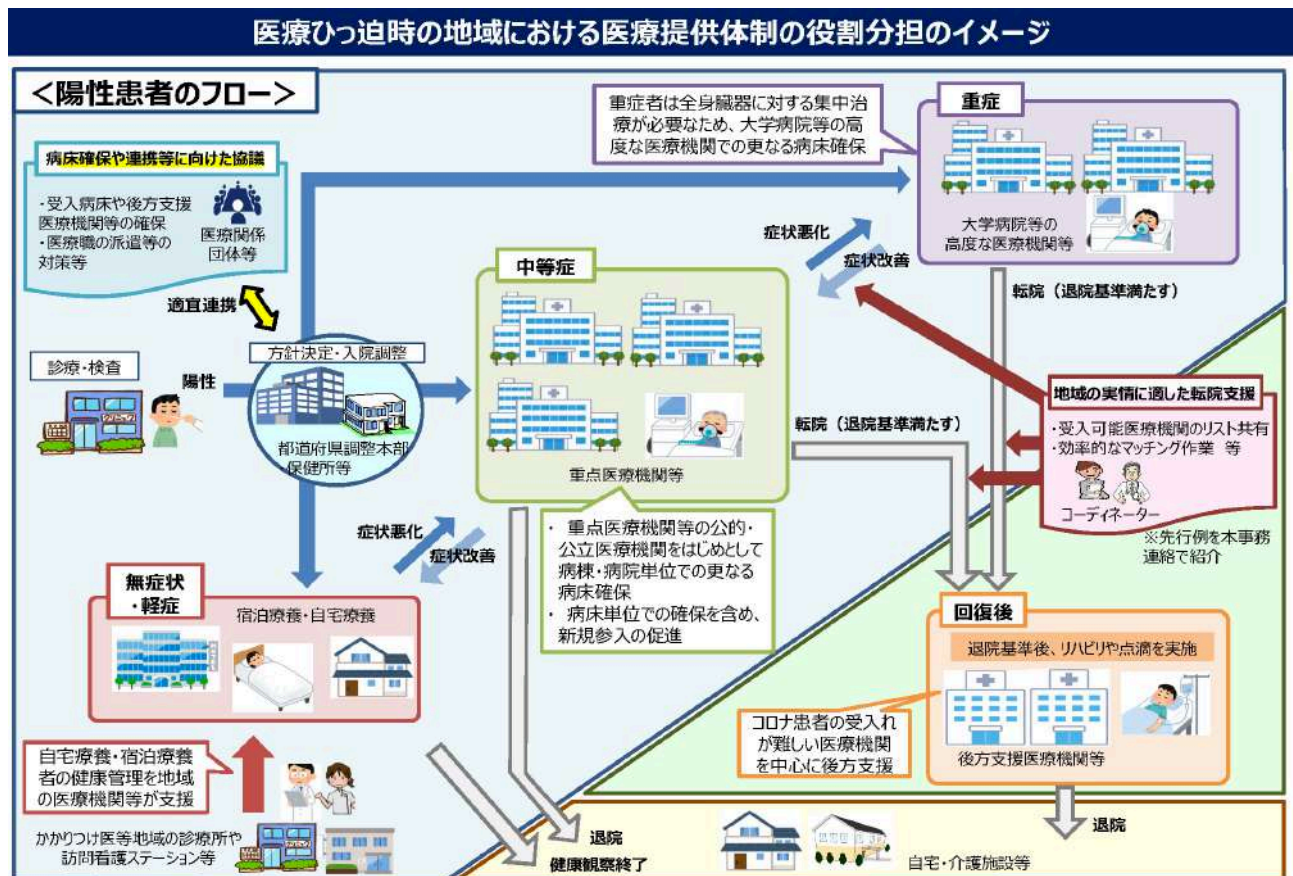 医療ひっ迫時の地域における医療提供体制の役割分担のイメージ
＜陽性患者のフロー＞
病床確保や連携等に向けた協議
・受入病床や後方支援
医療機関等の確保
・医療職の派遣等の
対策等
医療関係
団体等
適宜連携
診療・検査
陽性
方針決定・入院調整
都道府県調整本部
保健所等
重症者は全身臓器に対する集中治
療が必要なため、大学病院等の高
度な医療機関での更なる病床確保
重症
大学病院等の
高度な医療機関等
症状悪化
症状改善
中等症
重点医療機関等
転院（退院基準満たす）
転院（退院基準満たす）
地域の実情に適した転院支援
・受入可能医療機関のリスト共有
・効率的なマッチング作業 等
コーディネーター
※先行例を本事務
連絡で紹介
・ 重点医療機関等の公的・
公立医療機関をはじめとして
病棟・病院単位での更なる
病床確保
・ 病床単位での確保を含め、
新規参入の促進
症状悪化
症状改善
無症状
・軽症
宿泊療養・自宅療養
自宅療養・宿泊療養
者の健康管理を地域
の医療機関等が支援
かかりつけ医等地域の診療所や
訪問看護ステーション等
クリニック
回復後
退院基準後、リハビリや点滴を実施
後方支援医療機関等
コロナ患者の受入れ
が難しい医療機関
を中心に後方支援
退院
健康観察終了
自宅・介護施設等
退院